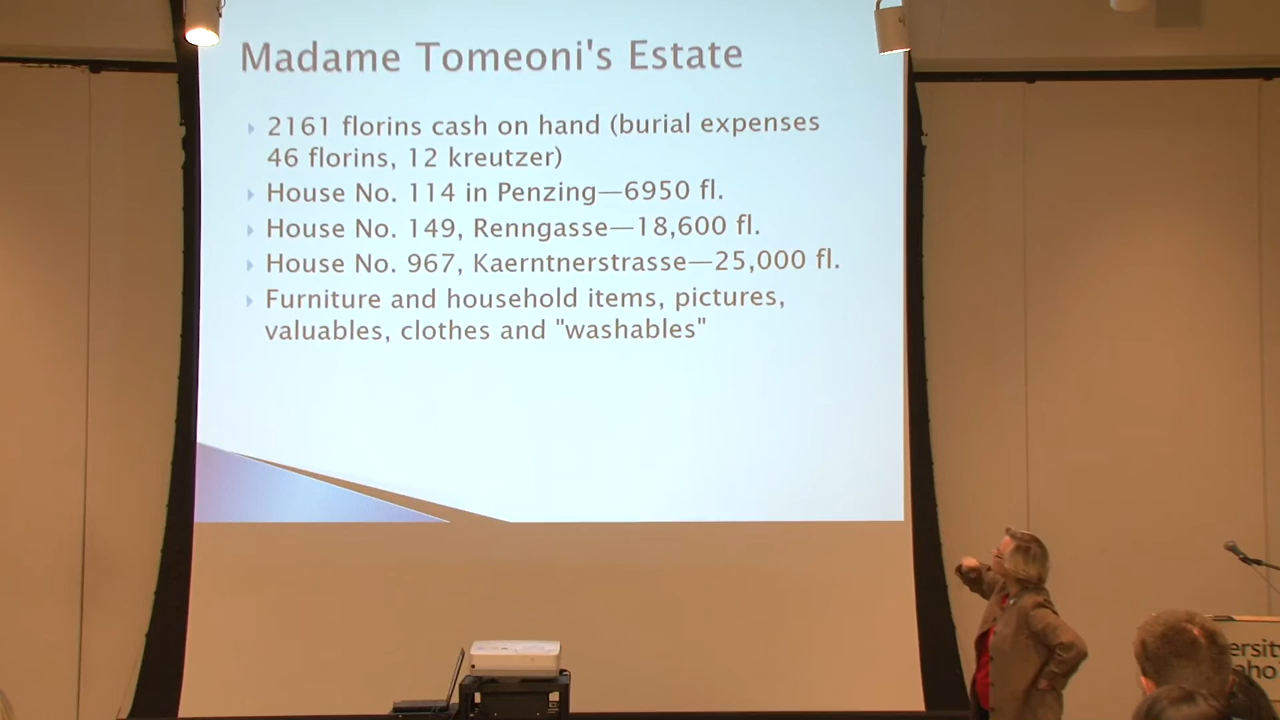 Madame Tomeoni's Estate
2161 florins cash on hand (burial expenses
46 florins, 12 kreutzer)
House No. 114 in Penzing—6950 fl.
House No. 149, Renngasse—18,600 fl.
House No. 967, Kaerntnerstrasse—25,000 fl.
Furniture and household items, pictures,
valuables, clothes and "washables"
ersity
aho